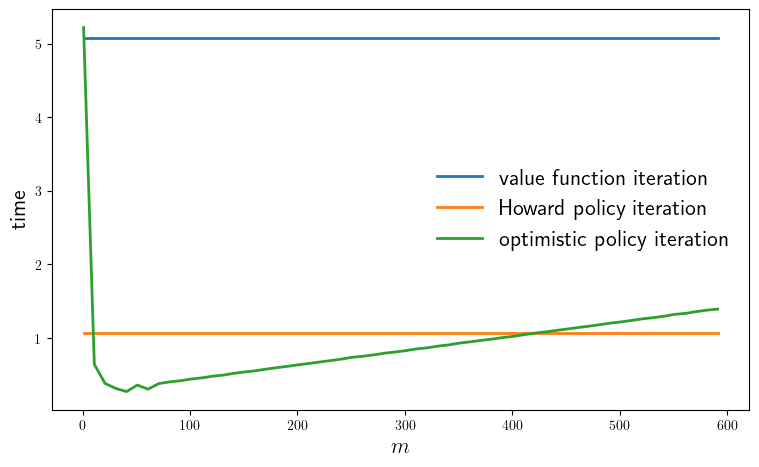 5
4
3
2
1
time
value function iteration
Howard policy iteration
optimistic policy iteration
0 100 200 300 400 500 600
m